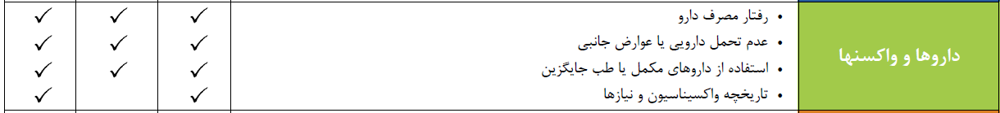 داروها و واکسنها
• رفتار مصرف دارو ✓ ✓ ✓
• عدم تحمل دارویی یا عوارض جانبی ✓ ✓ ✓
• استفاده از داروهای مکمل یا طب جایگزین ✓ ✓ ✓
• تاریخچه واکسیناسیون و نیازها ✓ ✓